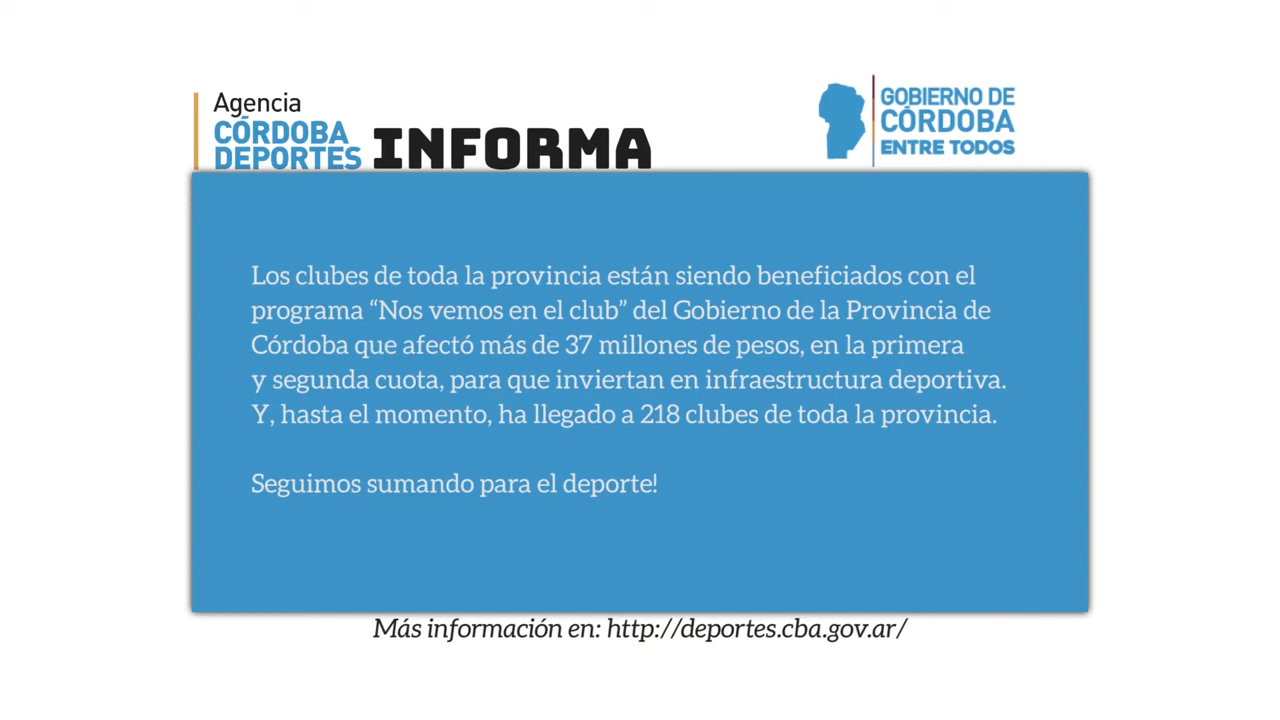 Agencia
CÓRDOBA
DEPORTES INFORMA
GOBIERNO DE
CÓRDOBA
ENTRE TODOS
Los clubes de toda la provincia están siendo beneficiados con el
programa “Nos vemos en el club” del Gobierno de la Provincia de
Córdoba que afectó más de 37 millones de pesos, en la primera
y segunda cuota, para que inviertan en infraestructura deportiva.
Y, hasta el momento, ha llegado a 218 clubes de toda la provincia.
Seguimos sumando para el deporte!
Más información en: http://deportes.cba.gov.ar/